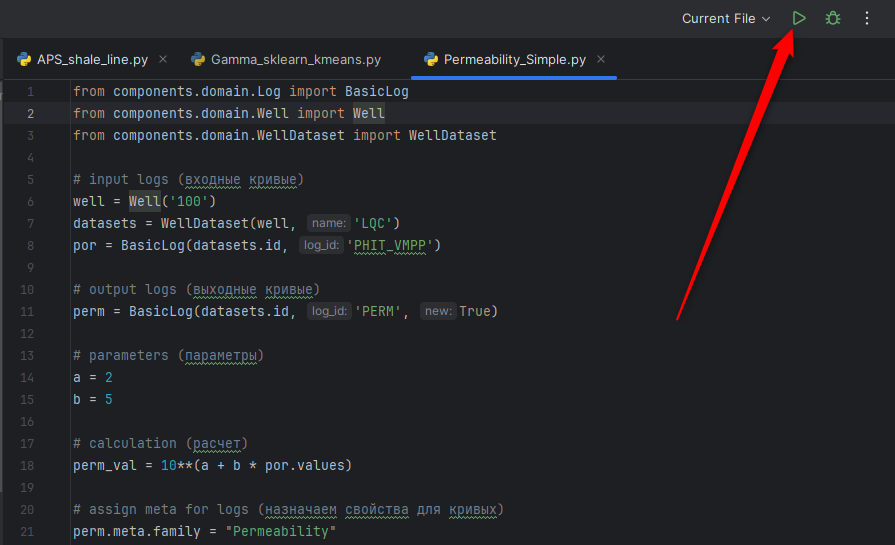 Current File
APS_shale_line.py
Gamma_sklearn_kmeans.py
Permeability_Simple.py
1 from components.domain.Log import BasicLog
2 from components.domain.Well import Well
3 from components.domain.WellDataset import WellDataset
4
5 # input logs (входные кривые)
6 well = Well('100')
7 datasets = WellDataset(well, name: 'LQC')
8 por = BasicLog(datasets.id, log_id: 'PHIT_VMPP')
9
10 # output logs (выходные кривые)
11 perm = BasicLog(datasets.id, log_id: 'PERM', new: True)
12
13 # parameters (параметры)
14 a = 2
15 b = 5
16
17 # calculation (расчет)
18 perm_val = 10**(a + b * por.values)
19
20 # assign meta for logs (назначаем свойства для кривых)
21 perm.meta.family = "Permeability"